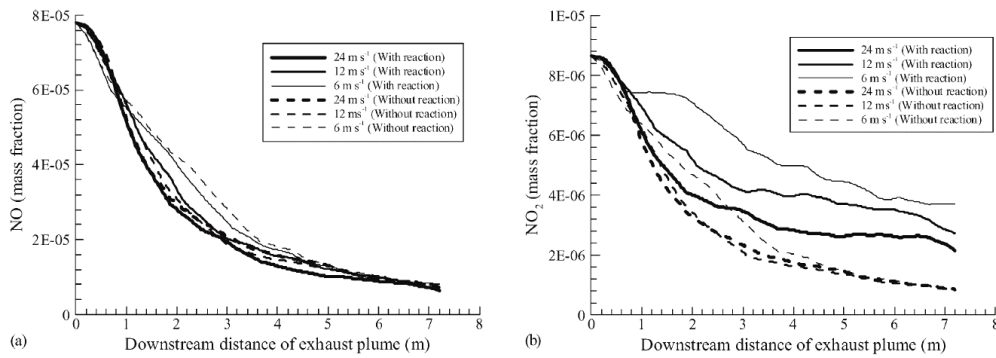 8E-05
6E-05
4E-05
2E-05
0
NO (mass fraction)
24 m s⁻¹ (With reaction)
12 m s⁻¹ (With reaction)
6 m s⁻¹ (With reaction)
24 m s⁻¹ (Without reaction)
12 ms⁻¹ (Without reaction)
6 m s⁻¹ (Without reaction)
0 1 2 3 4 5 6 7 8
(a) Downstream distance of exhaust plume (m)
1E-05
8E-06
6E-06
4E-06
2E-06
0
NO₂ (mass fraction)
24 m s⁻¹ (With reaction)
12 m s⁻¹ (With reaction)
6 m s⁻¹ (With reaction)
24 m s⁻¹ (Without reaction)
12 m s⁻¹ (Without reaction)
6 m s⁻¹ (Without reaction)
0 1 2 3 4 5 6 7 8
(b) Downstream distance of exhaust plume (m)